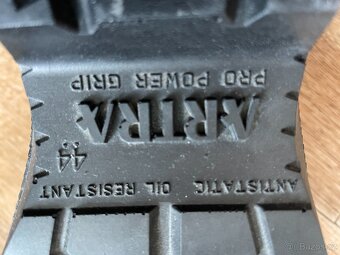 ANTISTATIC OIL RESISTANT
44
ARTRA
PRO POWER GRIP